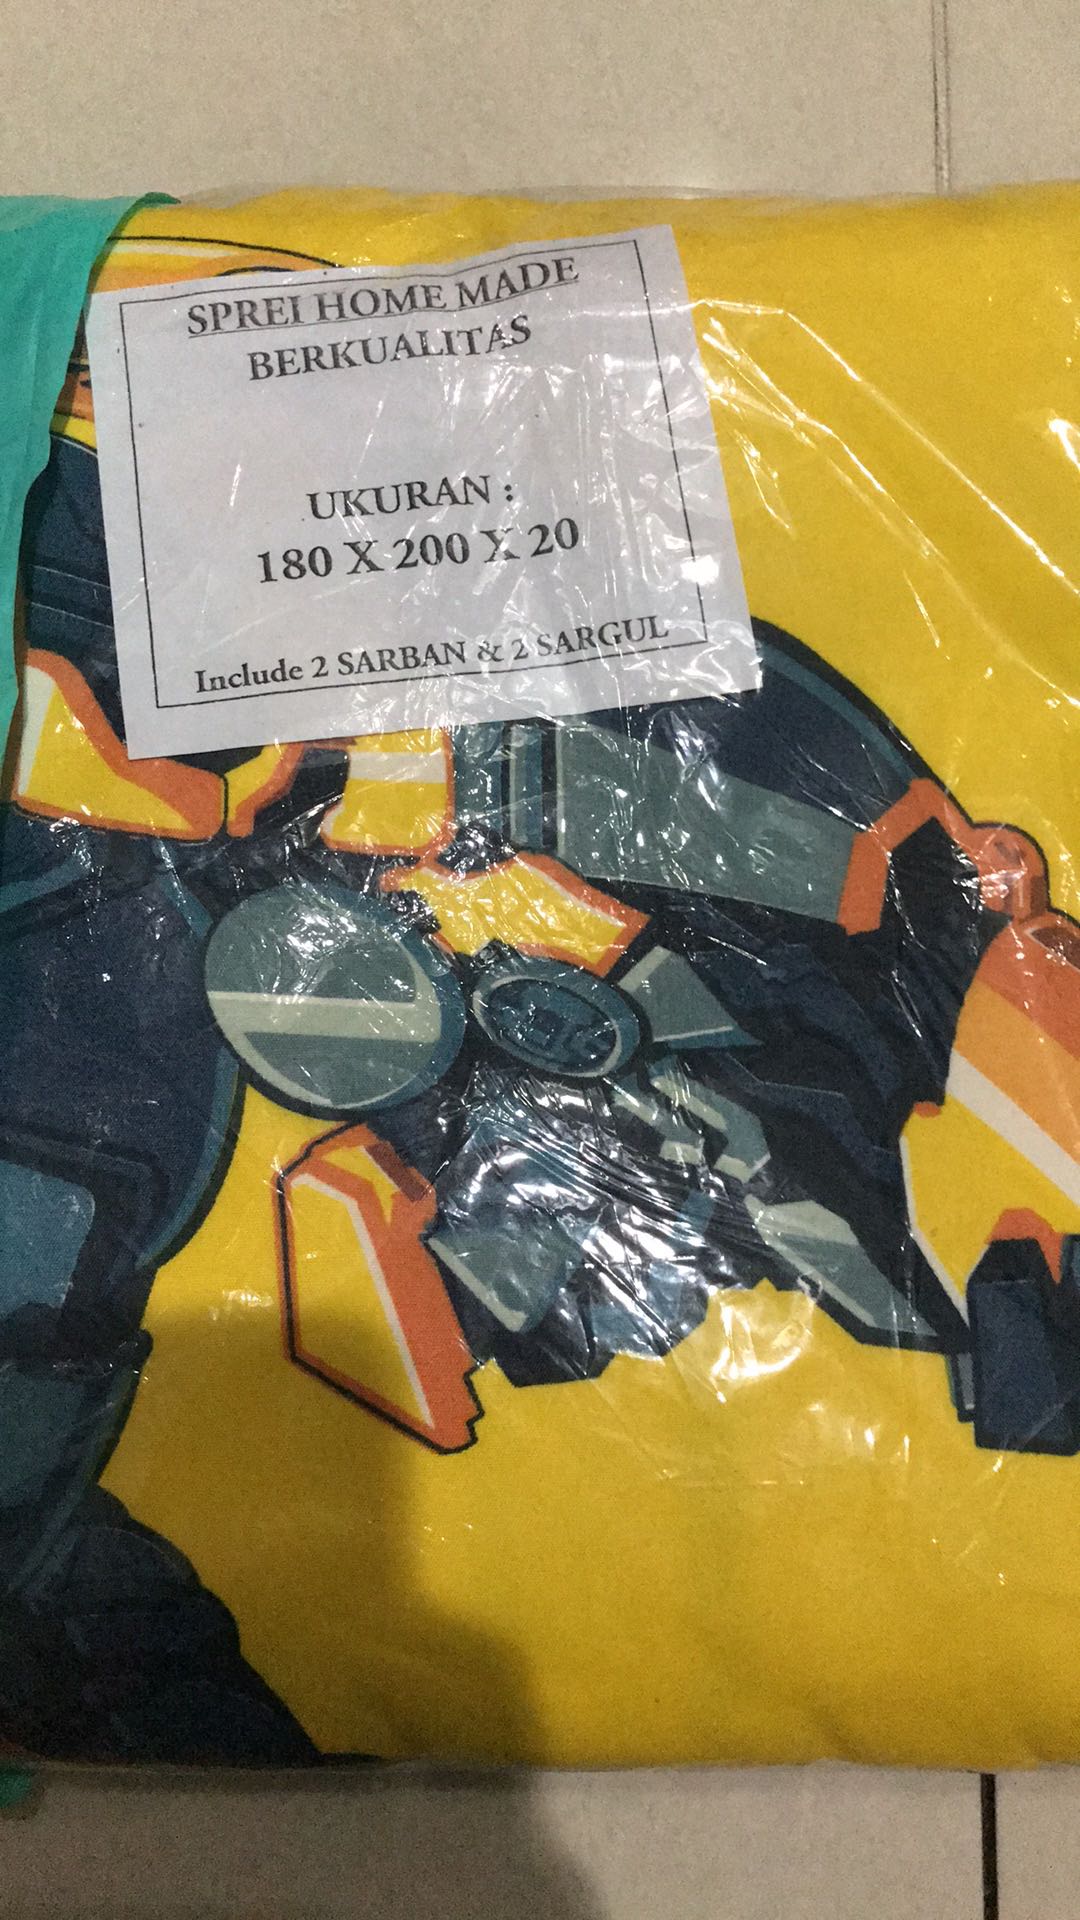 SPREI HOME MADE
BERKUALITAS
UKURAN :
180 X 200 X 20
Include 2 SARBAN & 2 SARGUL